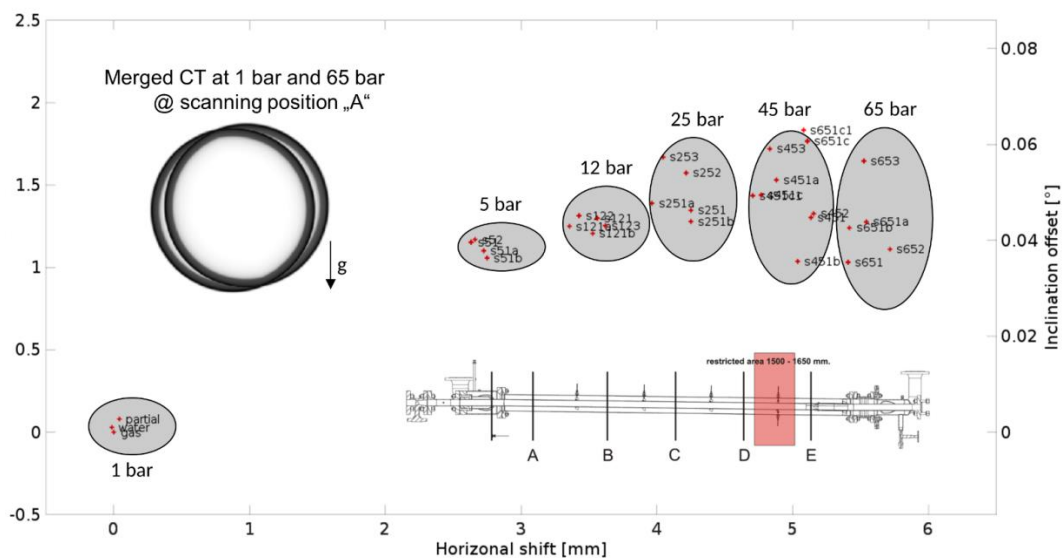 2.5
2
1.5
1
0.5
0
-0.5
0
1
2
3
4
5
6
Horizonal shift [mm]
0.08
0.06
0.04
0.02
0
Inclination offset [°]
Merged CT at 1 bar and 65 bar
@ scanning position „A“
g
1 bar
partial
water
gas
5 bar
s52
s51
s51a
s51b
12 bar
s122
s121
s121a
s123
s121b
25 bar
s253
s252
s251a
s251
s251b
45 bar
s651c1
s651c
s453
s451a
s451c
s451c1
s452
s451
s451b
65 bar
s653
s651a
s651b
s652
s651
restricted area 1500 - 1650 mm.
A
B
C
D
E